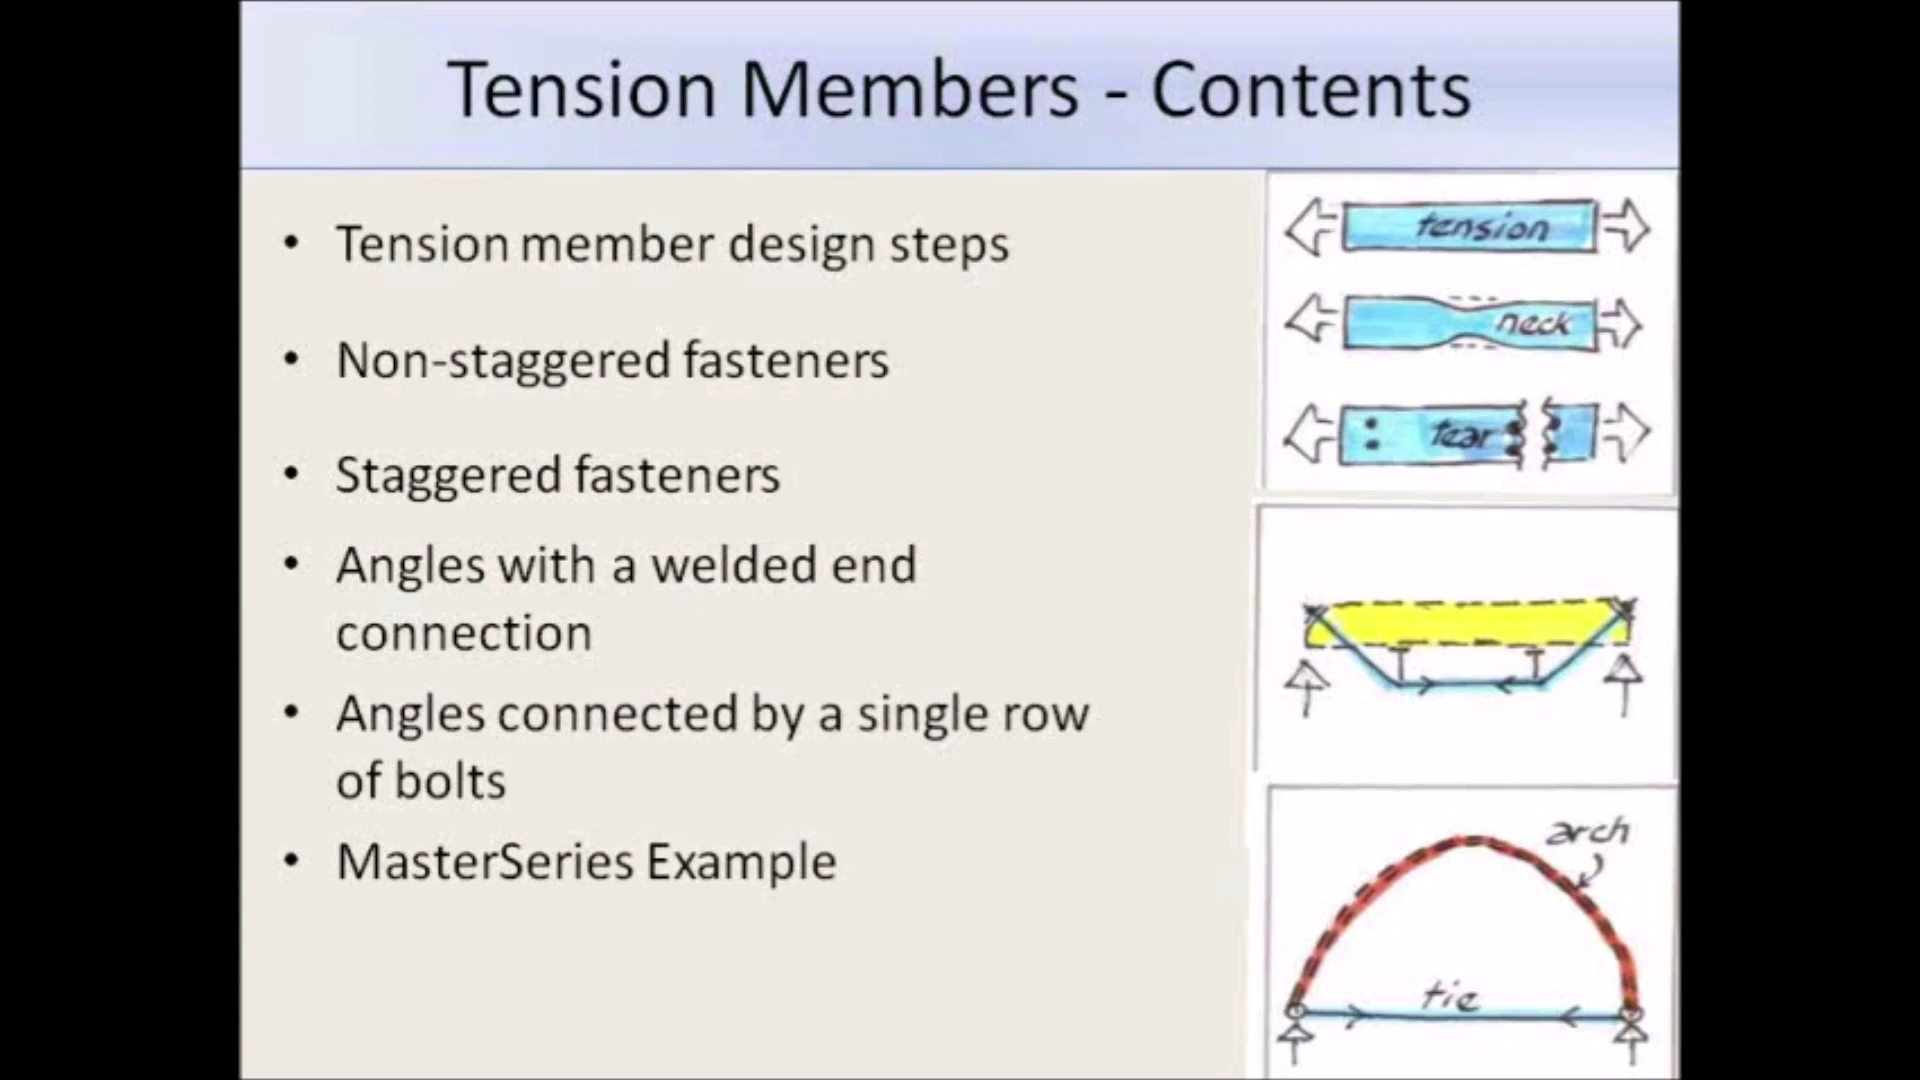 Tension Members - Contents
• Tension member design steps
• Non-staggered fasteners
• Staggered fasteners
• Angles with a welded end
connection
• Angles connected by a single row
of bolts
• MasterSeries Example
tension
neck
tear
arch
tie